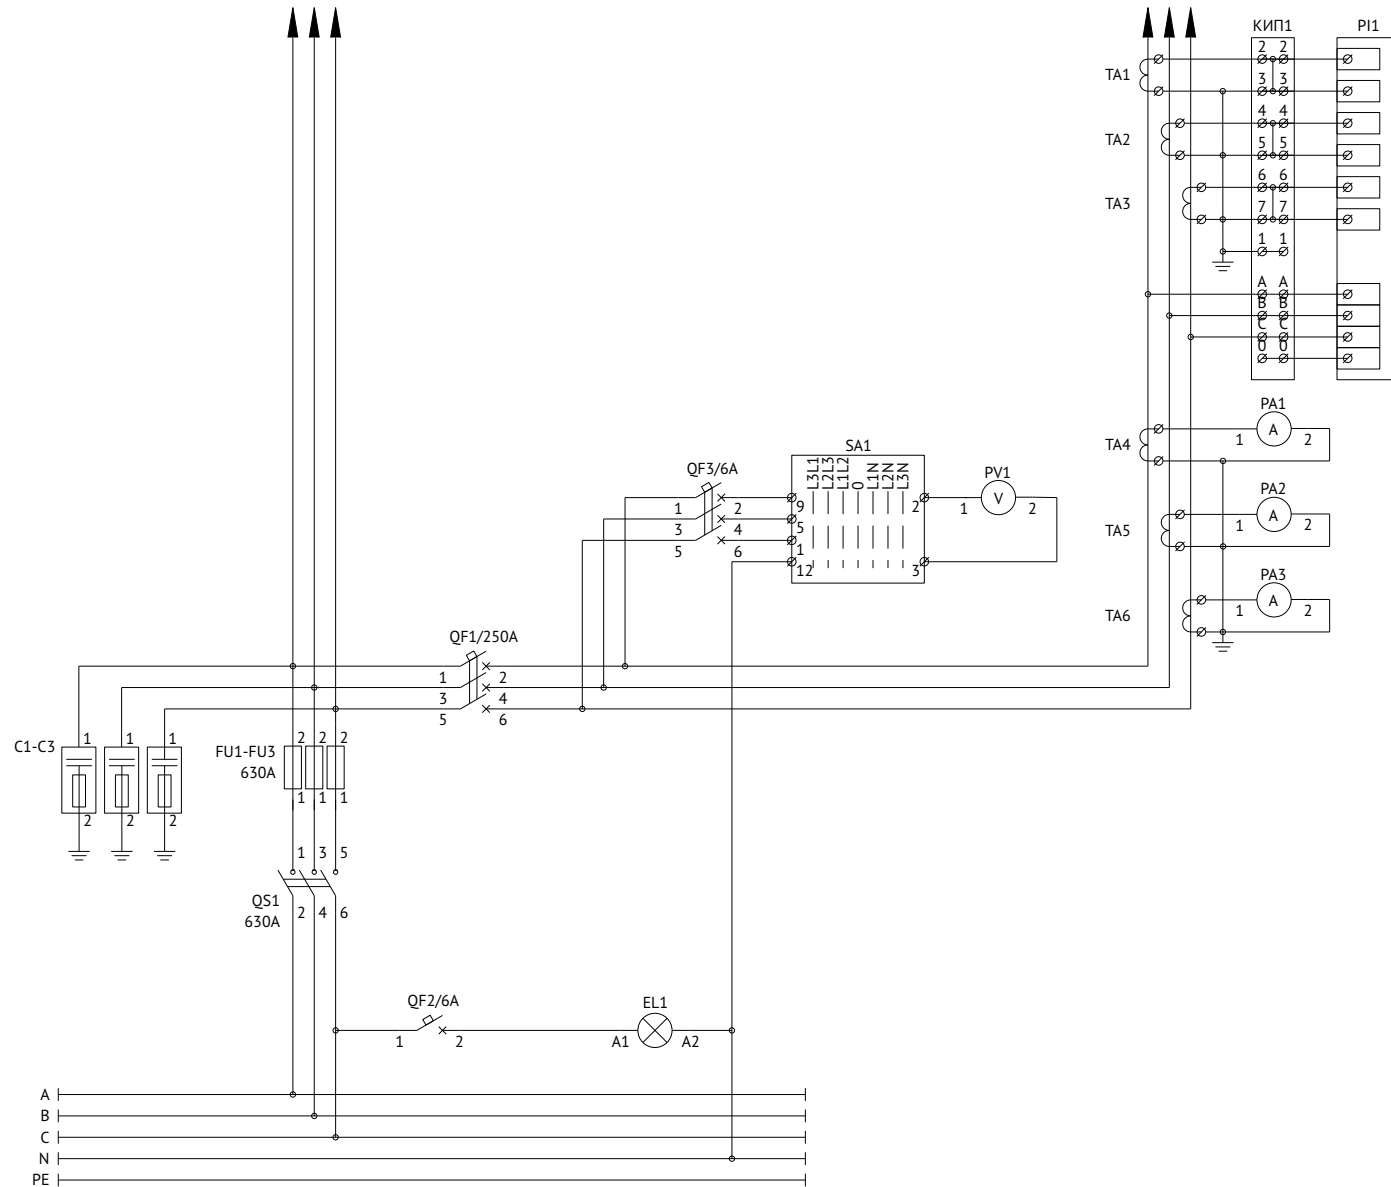 КИП1 PI1
2 2
TA1
3 3
4 4
TA2
5 5
6 6
TA3
7 7
1 1
A A
B B
C C
0 0
PA1
A
1 2
TA4
SA1
QF3/6A
L3L1
L2L3
L1L2
0
L1N
L2N
L3N
PV1
V
1 2
9 2
1 2
5
3 4
1
5 6
12 3
PA2
A
1 2
TA5
PA3
A
1 2
TA6
QF1/250A
1 2
3 4
5 6
C1-C3
1 1 1
2 2 2
FU1-FU3
630A
2 2 2
1 1 1
1 3 5
QS1
630A
2 4 6
QF2/6A
1 2
EL1
A1 A2
A
B
C
N
PE